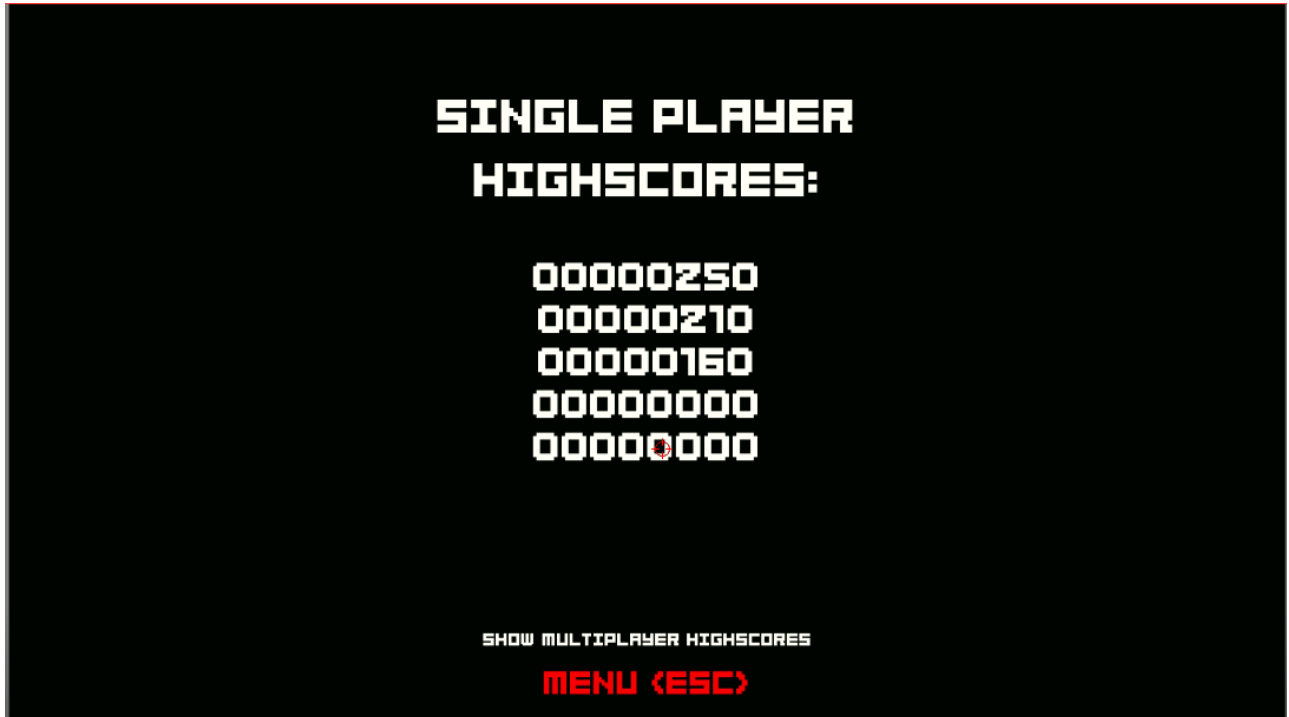 SINGLE PLAYER
HIGHSCORES:
00000250
00000210
00000160
00000000
00000000
SHOW MULTIPLAYER HIGHSCORES
MENU (ESC)